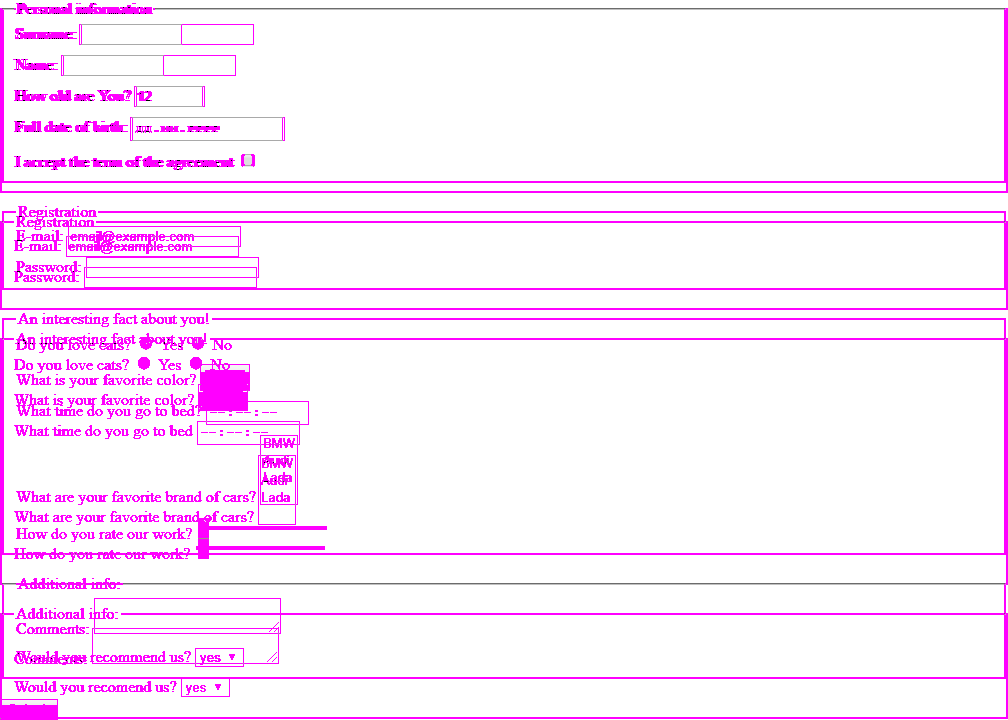 Personal information
Surname:
Name:
How old are You? 12
Full date of birth:
I accept the term of the agreement
Registration
Registration
E-mail: email@example.com
E-mail: email@example.com
Password:
Password:
An interesting fact about you!
An interesting fact about you!
Do you love cats? Yes No
Do you love cats? Yes No
What is your favorite color?
What is your favorite color?
What time do you go to bed? --:--:--
What time do you go to bed --:--:--
BMW
BMW
Audi
Lada
What are your favorite brand of cars? Lada
What are your favorite brand of cars?
How do you rate our work?
How do you rate our work?
Additional info:
Additional info:
Comments:
Comments:
Would you recommend us? yes
Would you recomend us? yes